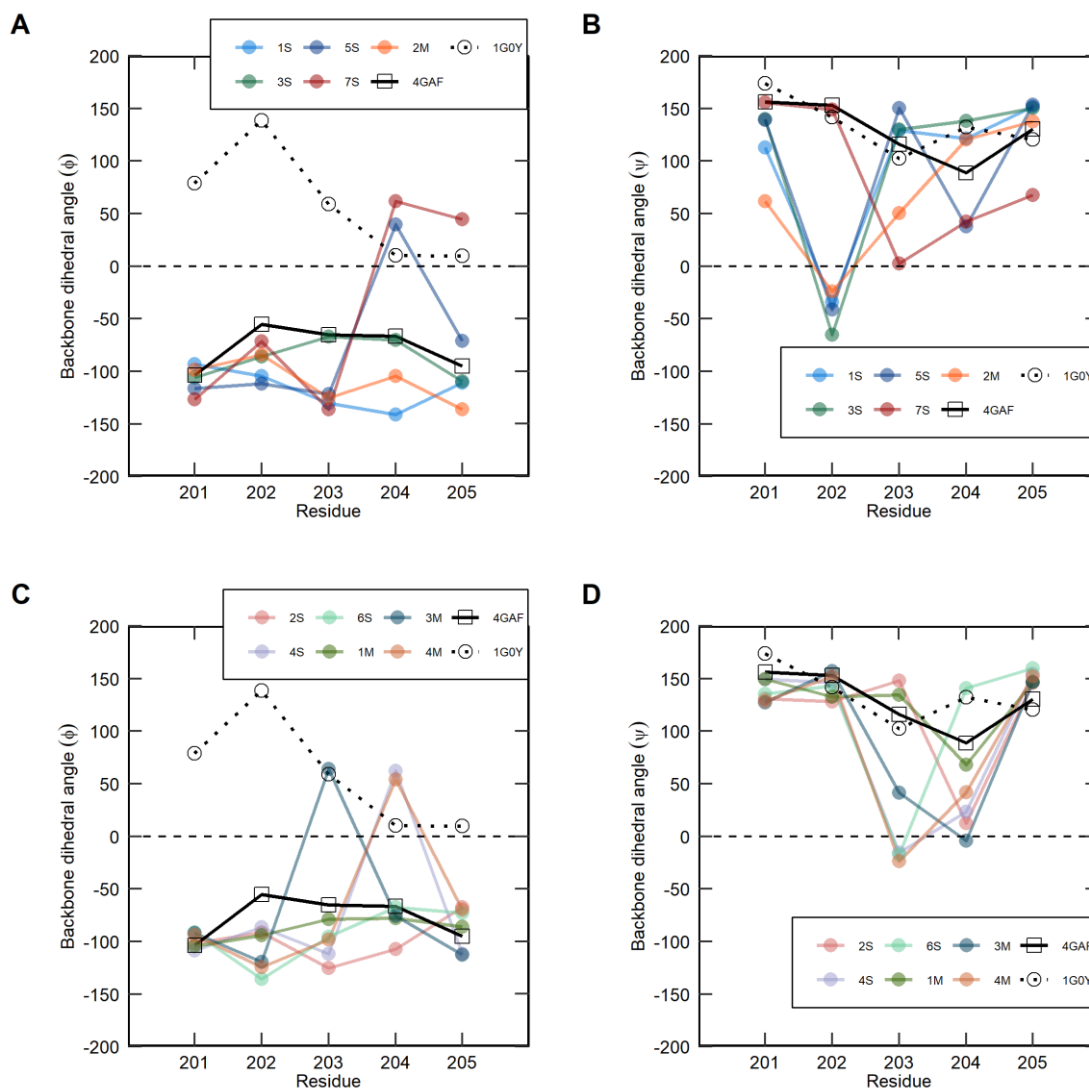 A
1S 5S 2M 1G0Y
3S 7S 4GAF
200
150
100
50
0
-50
-100
-150
-200
Backbone dihedral angle (ϕ)
201 202 203 204 205
Residue
B
200
150
100
50
0
-50
-100
-150
-200
Backbone dihedral angle (ψ)
1S 5S 2M 1G0Y
3S 7S 4GAF
201 202 203 204 205
Residue
C
2S 6S 3M 4GAF
4S 1M 4M 1G0Y
200
150
100
50
0
-50
-100
-150
-200
Backbone dihedral angle (ϕ)
201 202 203 204 205
Residue
D
200
150
100
50
0
-50
-100
-150
-200
Backbone dihedral angle (ψ)
2S 6S 3M 4GAF
4S 1M 4M 1G0Y
201 202 203 204 205
Residue